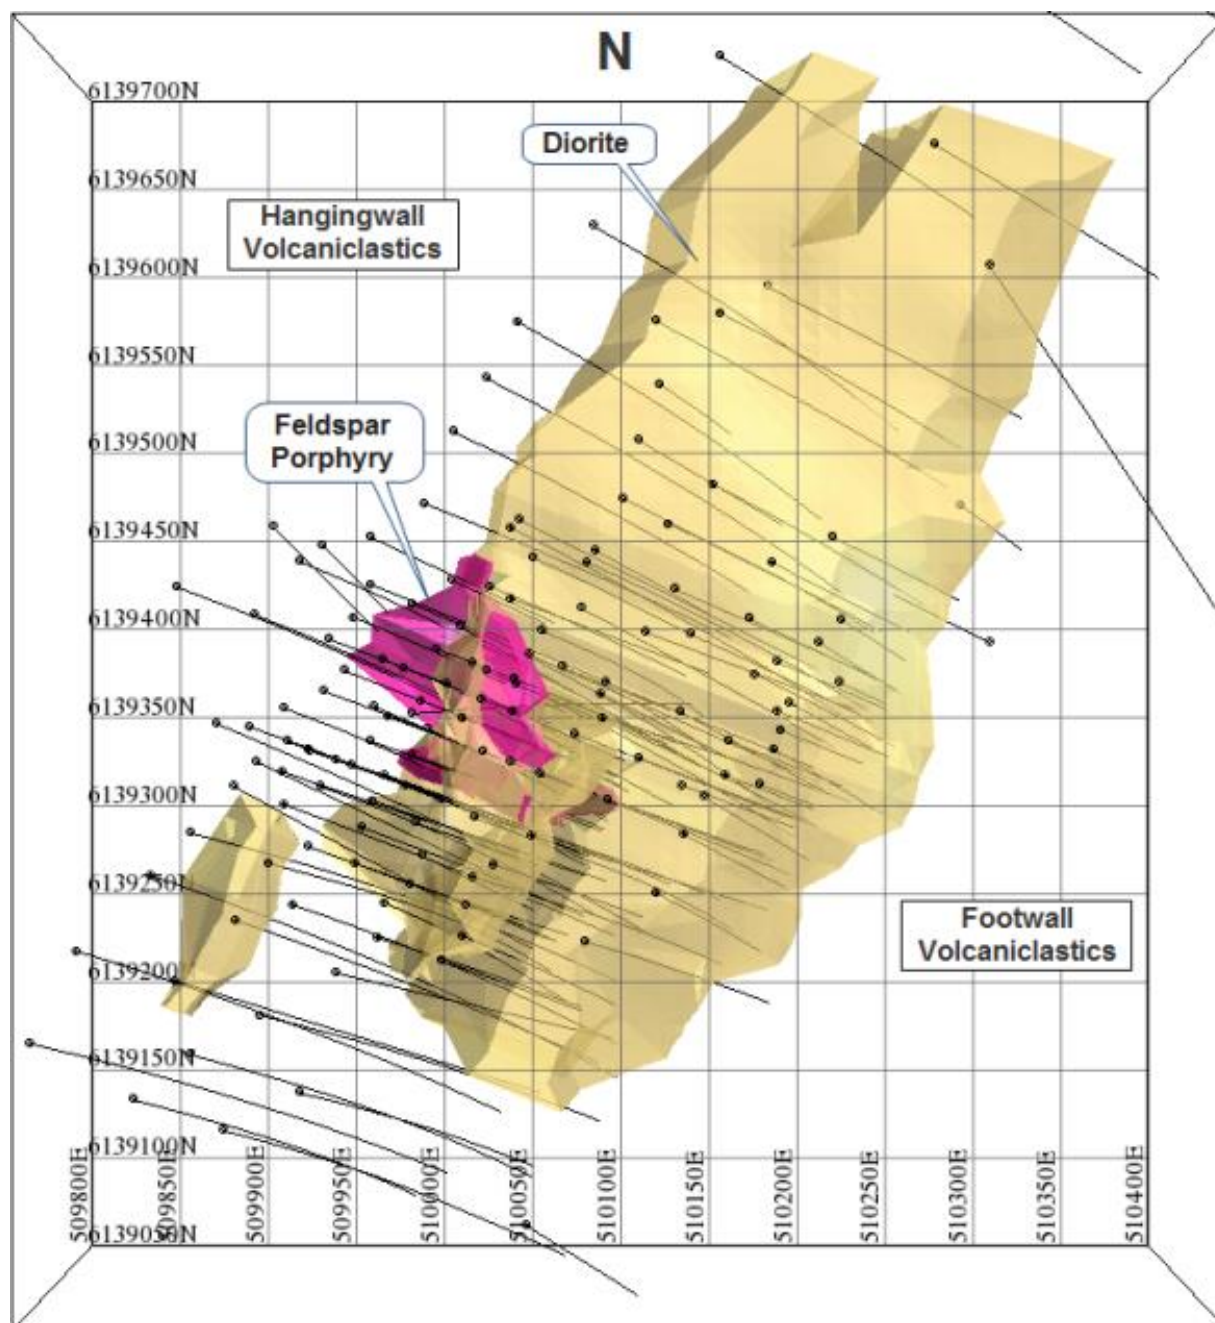 N
6139700N
Diorite
6139650N
Hangingwall
Volcaniclastics
6139600N
6139550N
Feldspar
Porphyry
6139500N
6139450N
6139400N
6139350N
6139300N
6139250N
Footwall
Volcaniclastics
6139200N
6139150N
6139100N
6139050N
509800E
509850E
509900E
509950E
510000E
510050E
510100E
510150E
510200E
510250E
510300E
510350E
510400E